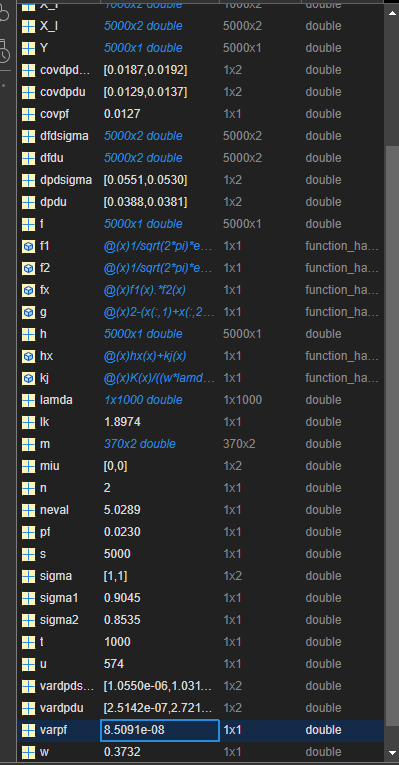 X_I 5000x2 double 5000x2 double
Y 5000x1 double 5000x1 double
covdpd... [0.0187,0.0192] 1x2 double
covdpdu [0.0129,0.0137] 1x2 double
covpf 0.0127 1x1 double
dfdsigma 5000x2 double 5000x2 double
dfdu 5000x2 double 5000x2 double
dpdsigma [0.0551,0.0530] 1x2 double
dpdu [0.0388,0.0381] 1x2 double
f 5000x1 double 5000x1 double
f1 @(x)1/sqrt(2*pi)*e... 1x1 function_ha...
f2 @(x)1/sqrt(2*pi)*e... 1x1 function_ha...
fx @(x)f1(x).*f2(x) 1x1 function_ha...
g @(x)2-(x(:,1)+x(:,2... 1x1 function_ha...
h 5000x1 double 5000x1 double
hx @(x)hx(x)+kj(x) 1x1 function_ha...
kj @(x)K(x)/((w*lamd... 1x1 function_ha...
lamda 1x1000 double 1x1000 double
lk 1.8974 1x1 double
m 370x2 double 370x2 double
miu [0,0] 1x2 double
n 2 1x1 double
neval 5.0289 1x1 double
pf 0.0230 1x1 double
s 5000 1x1 double
sigma [1,1] 1x2 double
sigma1 0.9045 1x1 double
sigma2 0.8535 1x1 double
t 1000 1x1 double
u 574 1x1 double
vardpds... [1.0550e-06,1.031... 1x2 double
vardpdu [2.5142e-07,2.721... 1x2 double
varpf 8.5091e-08 1x1 double
w 0.3732 1x1 double